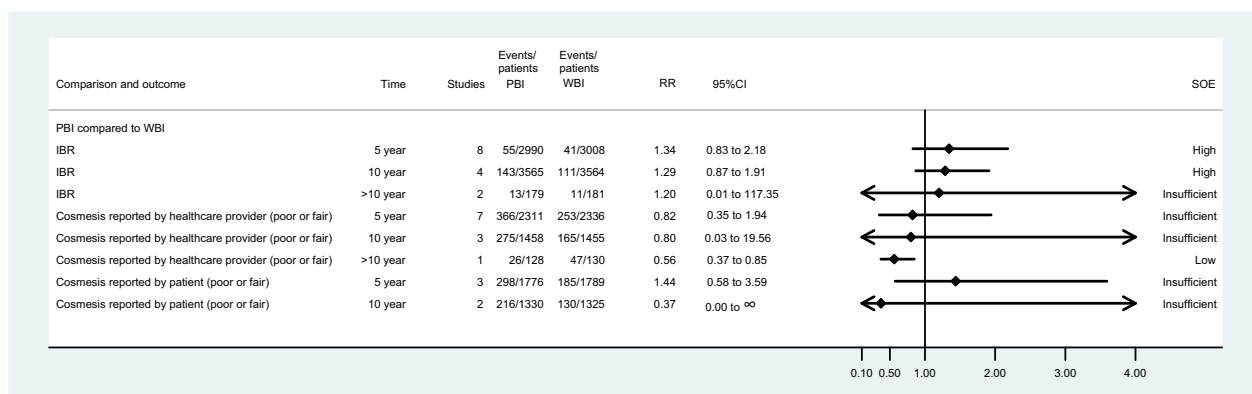 Events/ Events/
patients patients
Comparison and outcome Time Studies PBI WBI RR 95%CI SOE
PBI compared to WBI
IBR 5 year 8 55/2990 41/3008 1.34 0.83 to 2.18 High
IBR 10 year 4 143/3565 111/3564 1.29 0.87 to 1.91 High
IBR >10 year 2 13/179 11/181 1.20 0.01 to 117.35 Insufficient
Cosmesis reported by healthcare provider (poor or fair) 5 year 7 366/2311 253/2336 0.82 0.35 to 1.94 Insufficient
Cosmesis reported by healthcare provider (poor or fair) 10 year 3 275/1458 165/1455 0.80 0.03 to 19.56 Insufficient
Cosmesis reported by healthcare provider (poor or fair) >10 year 1 26/128 47/130 0.56 0.37 to 0.85 Low
Cosmesis reported by patient (poor or fair) 5 year 3 298/1776 185/1789 1.44 0.58 to 3.59 Insufficient
Cosmesis reported by patient (poor or fair) 10 year 2 216/1330 130/1325 0.37 0.00 to ∞ Insufficient
0.10 0.50 1.00 2.00 3.00 4.00